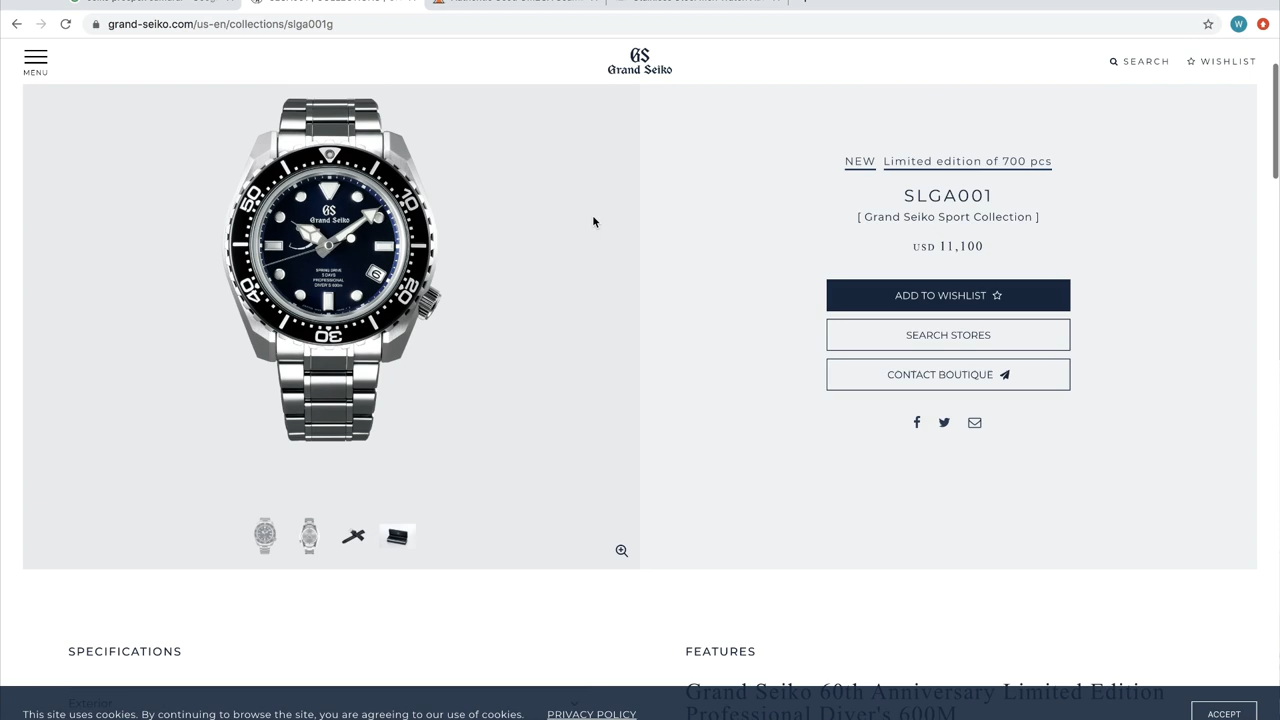 grand-seiko.com/us-en/collections/slga001g
W
MENU
GS
Grand Seiko
SEARCH
WISHLIST
NEW Limited edition of 700 pcs
SLGA001
[ Grand Seiko Sport Collection ]
USD 11,100
ADD TO WISHLIST
SEARCH STORES
CONTACT BOUTIQUE
10
20
30
40
50
GS
Grand Seiko
6
SPRING DRIVE
5 DAYS
PROFESSIONAL
DIVER'S 600m
SPECIFICATIONS
FEATURES
Exterior
Grand Seiko 60th Anniversary Limited Edition
Professional Diver's 600M
This site uses cookies. By continuing to browse the site, you are agreeing to our use of cookies.
PRIVACY POLICY
ACCEPT